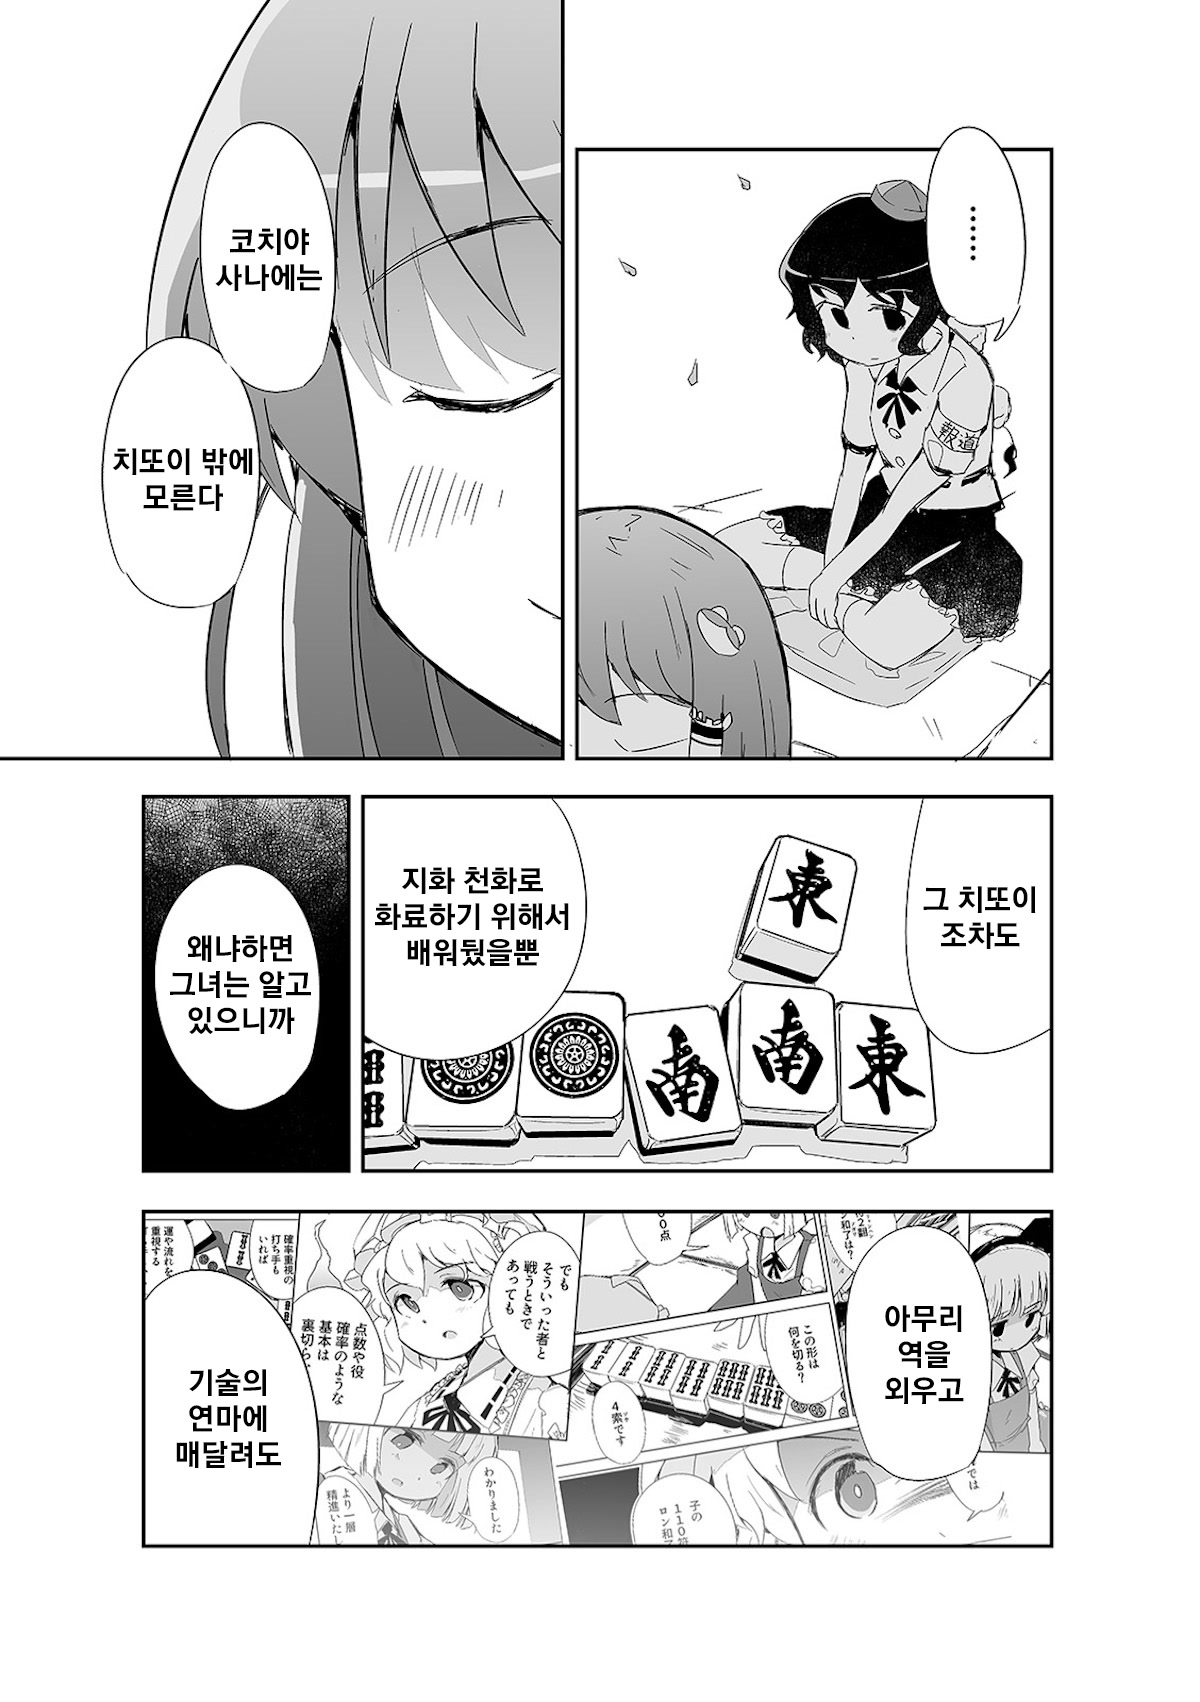 ……
報道
코치야
사나에는
치또이 밖에
모른다
그 치또이
조차도
東
南
南
東
지화 천화로
화료하기 위해서
배워뒀을뿐
왜냐하면
그녀는 알고
있으니까
아무리
역을
외우고
この形は
何を切る?
4索です
子の
でも
そういった者と
戦うときで
あっても
点数や役
確率のような
基本は
裏切ら、
わかりました
より一層
精進いたし
確率重視の
打ち手も
いれば
運や流れを
重視する
기술의
연마에
매달려도